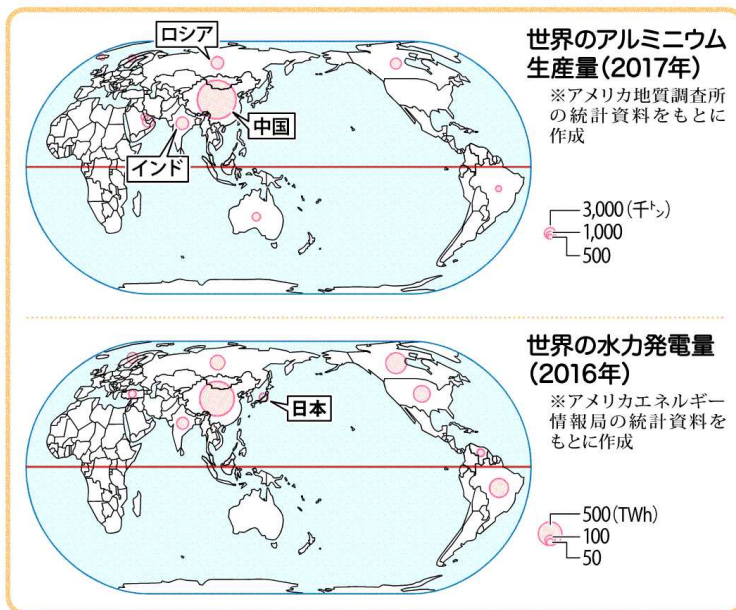 世界のアルミニウム
生産量(2017年)
※アメリカ地質調査所
の統計資料をもとに
作成
ロシア
中国
インド
3,000(千トン)
1,000
500
世界の水力発電量
(2016年)
※アメリカエネルギー
情報局の統計資料を
もとに作成
日本
500(TWh)
100
50